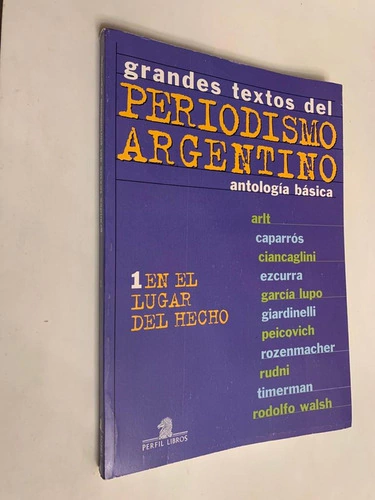 grandes textos del
PERIODISMO
ARGENTINO
antología básica
arlt
caparrós
ciancaglini
ezcurra
garcía lupo
giardinelli
peicovich
rozenmacher
rudni
timerman
rodolfo walsh
1 EN EL
LUGAR
DEL HECHO
PERFIL LIBROS